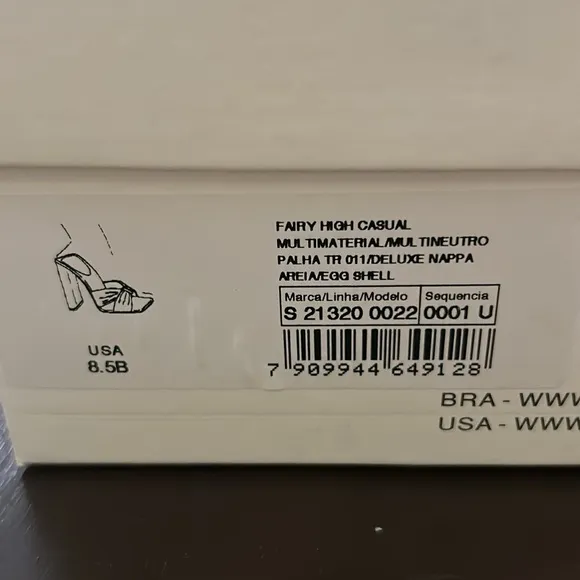 FAIRY HIGH CASUAL
MULTIMATERIAL/MULTINEUTRO
PALHA TR 011/DELUXE NAPPA
AREIA/EGG SHELL
Marca/Linha/Modelo Sequencia
S 21320 0022 0001 U
7 909944 649128
USA
8.5B
BRA - WWW
USA - WWW